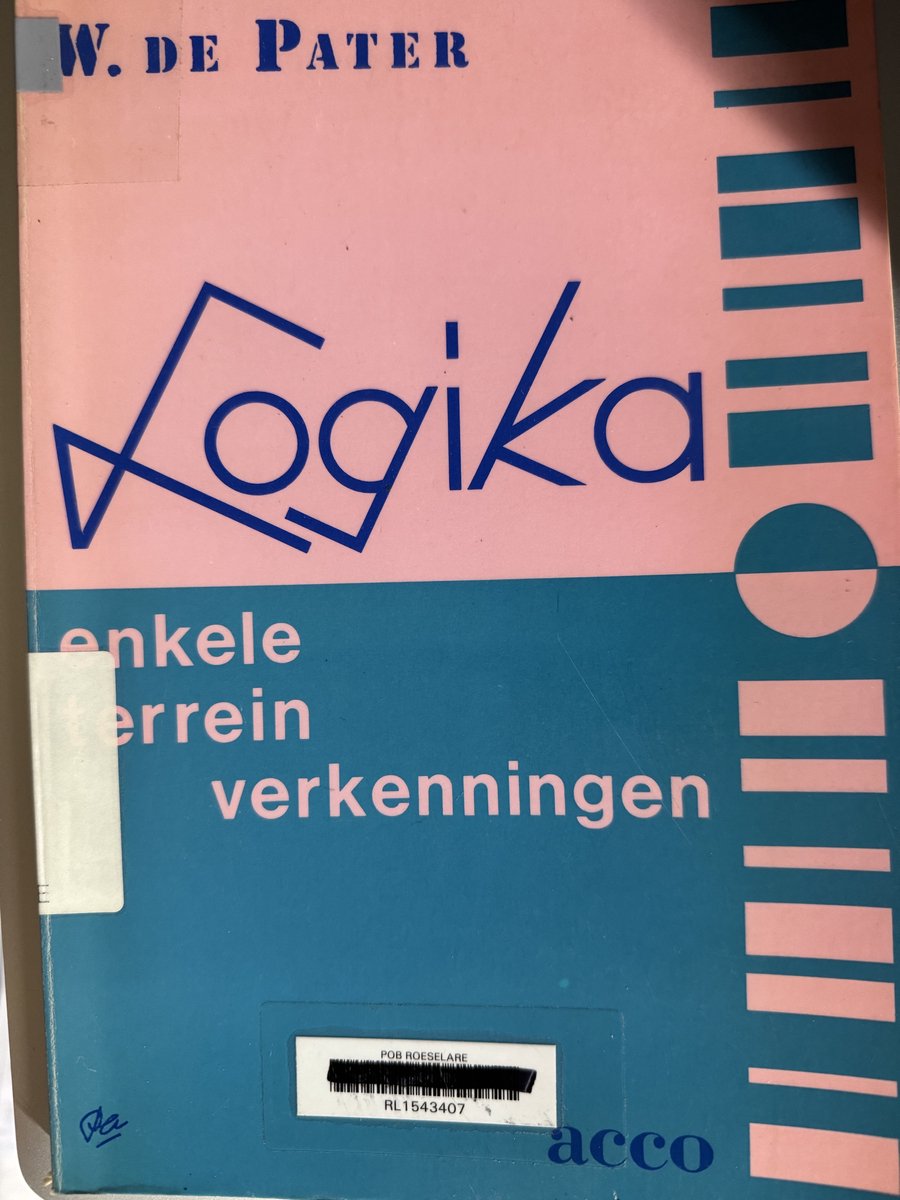 W. DE PATER
Logika
enkele
terrein
verkenningen
POB ROESELARE
RL1543407
acco